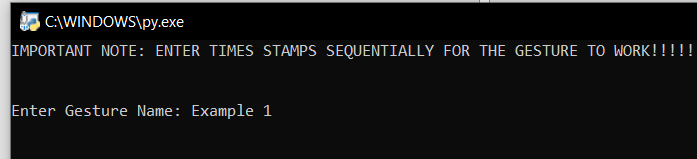 C:\WINDOWS\py.exe
IMPORTANT NOTE: ENTER TIMES STAMPS SEQUENTIALLY FOR THE GESTURE TO WORK!!!!!
Enter Gesture Name: Example 1